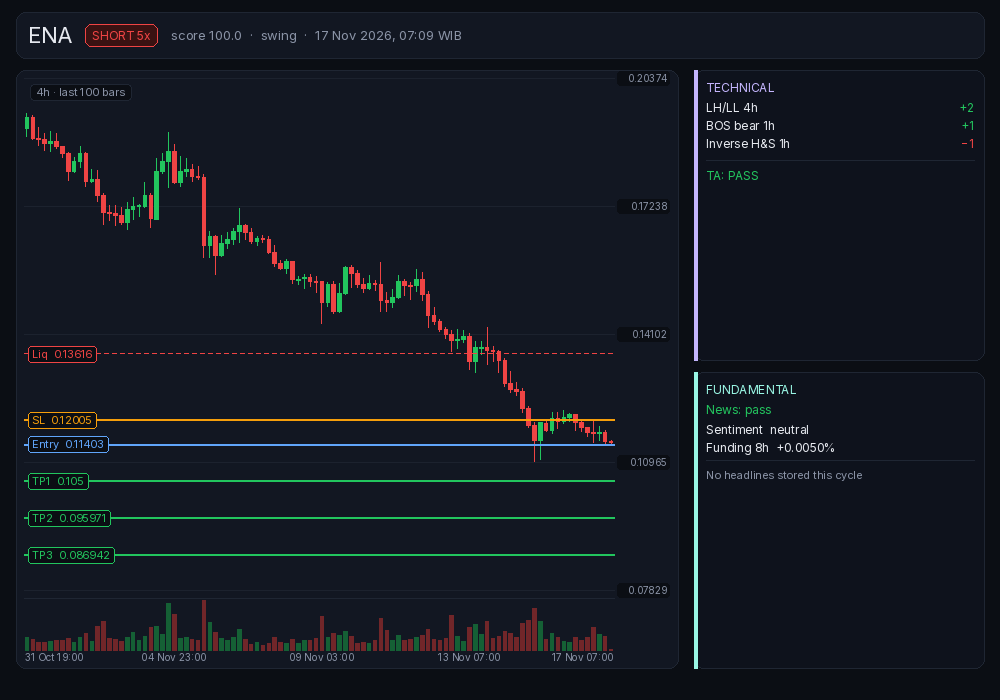 ENA SHORT 5x score 100.0 · swing · 17 Nov 2026, 07:09 WIB
4h · last 100 bars
0.20374
0.17238
0.14102
0.10965
0.07829
Liq 0.13616
SL 0.12005
Entry 0.11403
TP1 0.105
TP2 0.095971
TP3 0.086942
31 Oct 19:00 04 Nov 23:00 09 Nov 03:00 13 Nov 07:00 17 Nov 07:00
TECHNICAL
LH/LL 4h +2
BOS bear 1h +1
Inverse H&S 1h −1
TA: PASS
FUNDAMENTAL
News: pass
Sentiment neutral
Funding 8h +0.0050%
No headlines stored this cycle